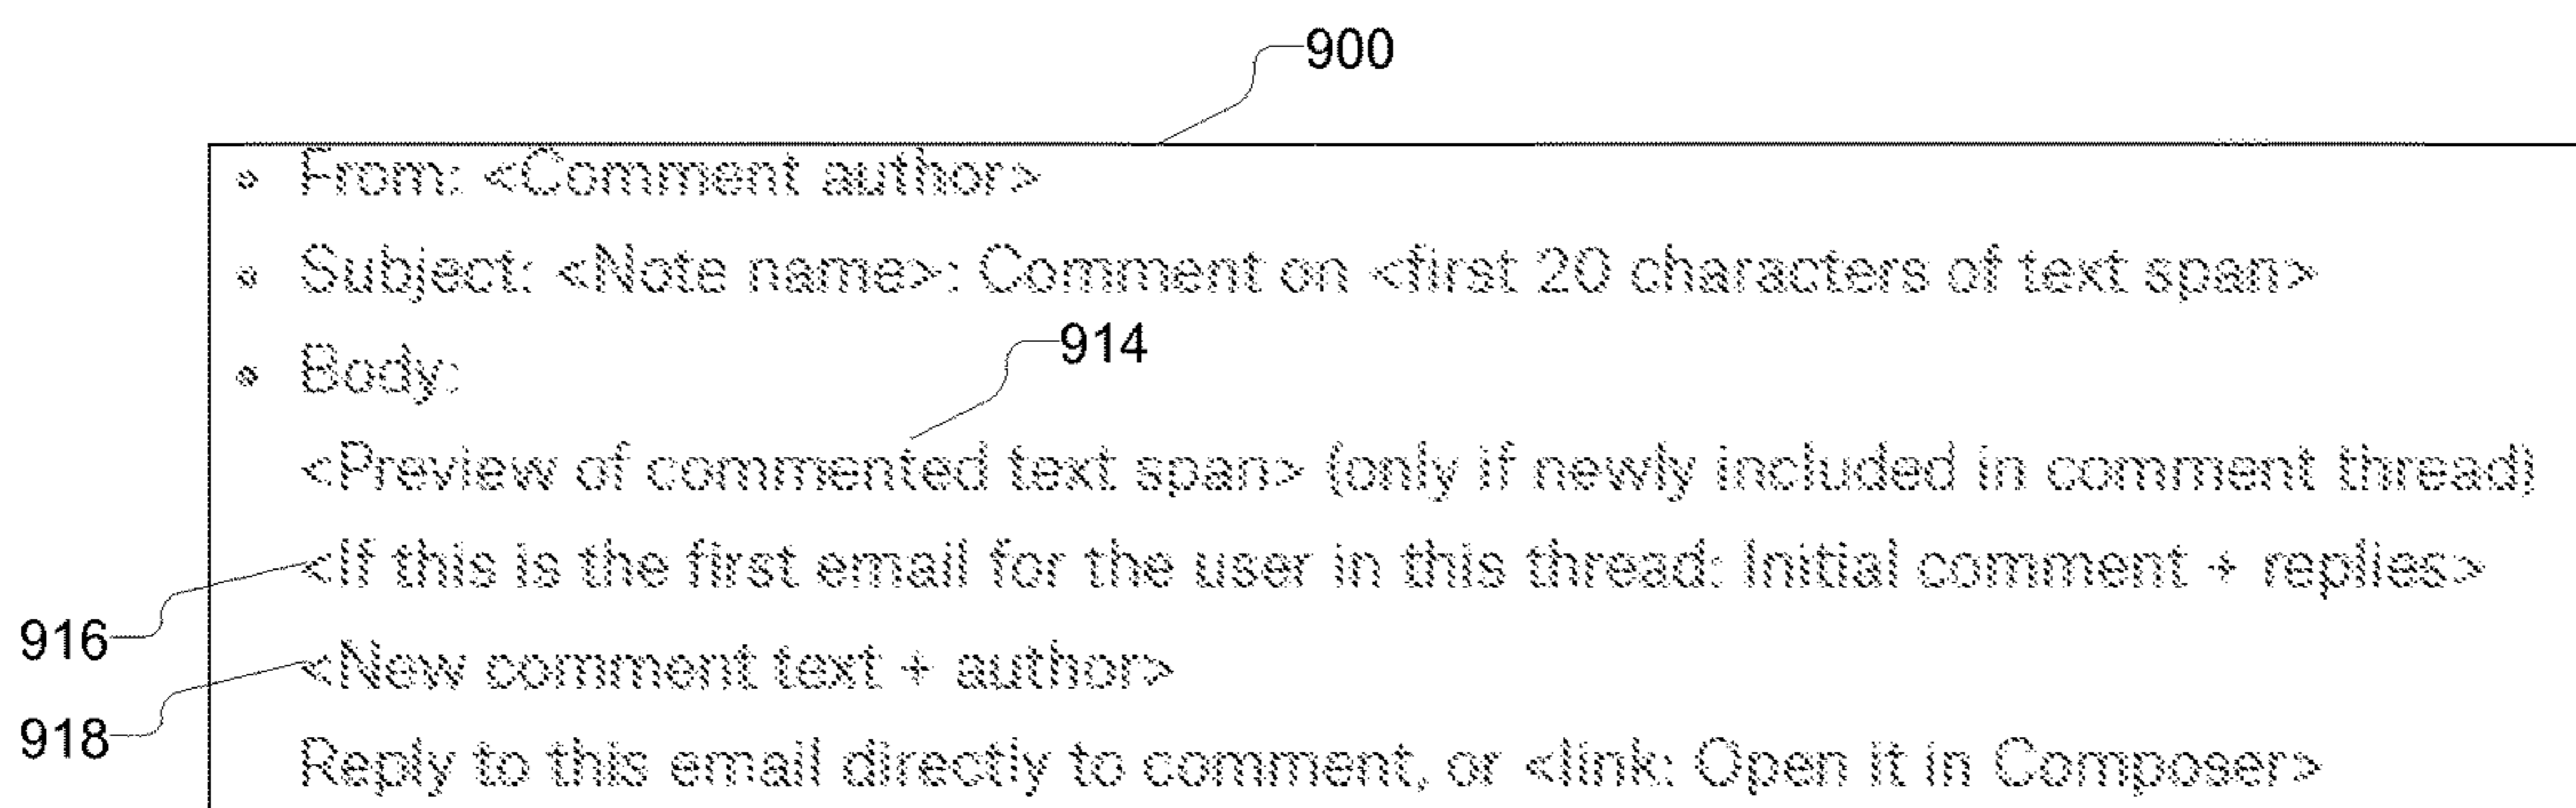 900
• From: <Comment author>
• Subject: <Note name>: Comment on <first 20 characters of text span>
914
• Body:
<Preview of commented text span> (only if newly included in comment thread)
<If this is the first email for the user in this thread: Initial comment + replies>
916
<New comment text + author>
918
Reply to this email directly to comment, or <link: Open it in Composer>